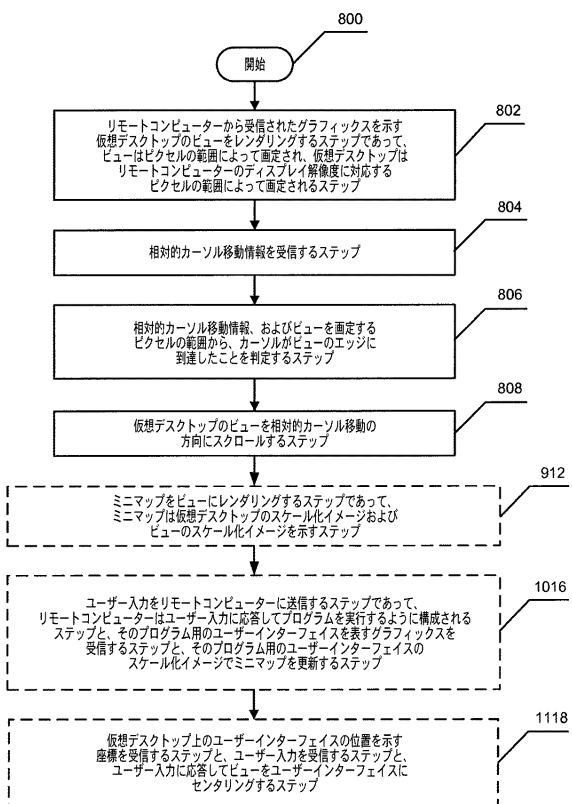 800
開始
802
リモートコンピューターから受信されたグラフィックスを示す
仮想デスクトップのビューをレンダリングするステップであって、
ビューはピクセルの範囲によって画定され、仮想デスクトップは
リモートコンピューターのディスプレイ解像度に対応する
ピクセルの範囲によって画定されるステップ
804
相対的カーソル移動情報を受信するステップ
806
相対的カーソル移動情報、およびビューを画定する
ピクセルの範囲から、カーソルがビューのエッジに
到達したことを判定するステップ
808
仮想デスクトップのビューを相対的カーソル移動の
方向にスクロールするステップ
912
ミニマップをビューにレンダリングするステップであって、
ミニマップは仮想デスクトップのスケール化イメージおよび
ビューのスケール化イメージを示すステップ
1016
ユーザー入力をリモートコンピューターに送信するステップであって、
リモートコンピューターはユーザー入力に応答してプログラムを実行するように構成される
ステップと、そのプログラム用のユーザーインターフェイスを表すグラフィックスを
受信するステップと、そのプログラム用のユーザーインターフェイスの
スケール化イメージでミニマップを更新するステップ
1118
仮想デスクトップ上のユーザーインターフェイスの位置を示す
座標を受信するステップと、ユーザー入力を受信するステップと、
ユーザー入力に応答してビューをユーザーインターフェイスに
センタリングするステップ